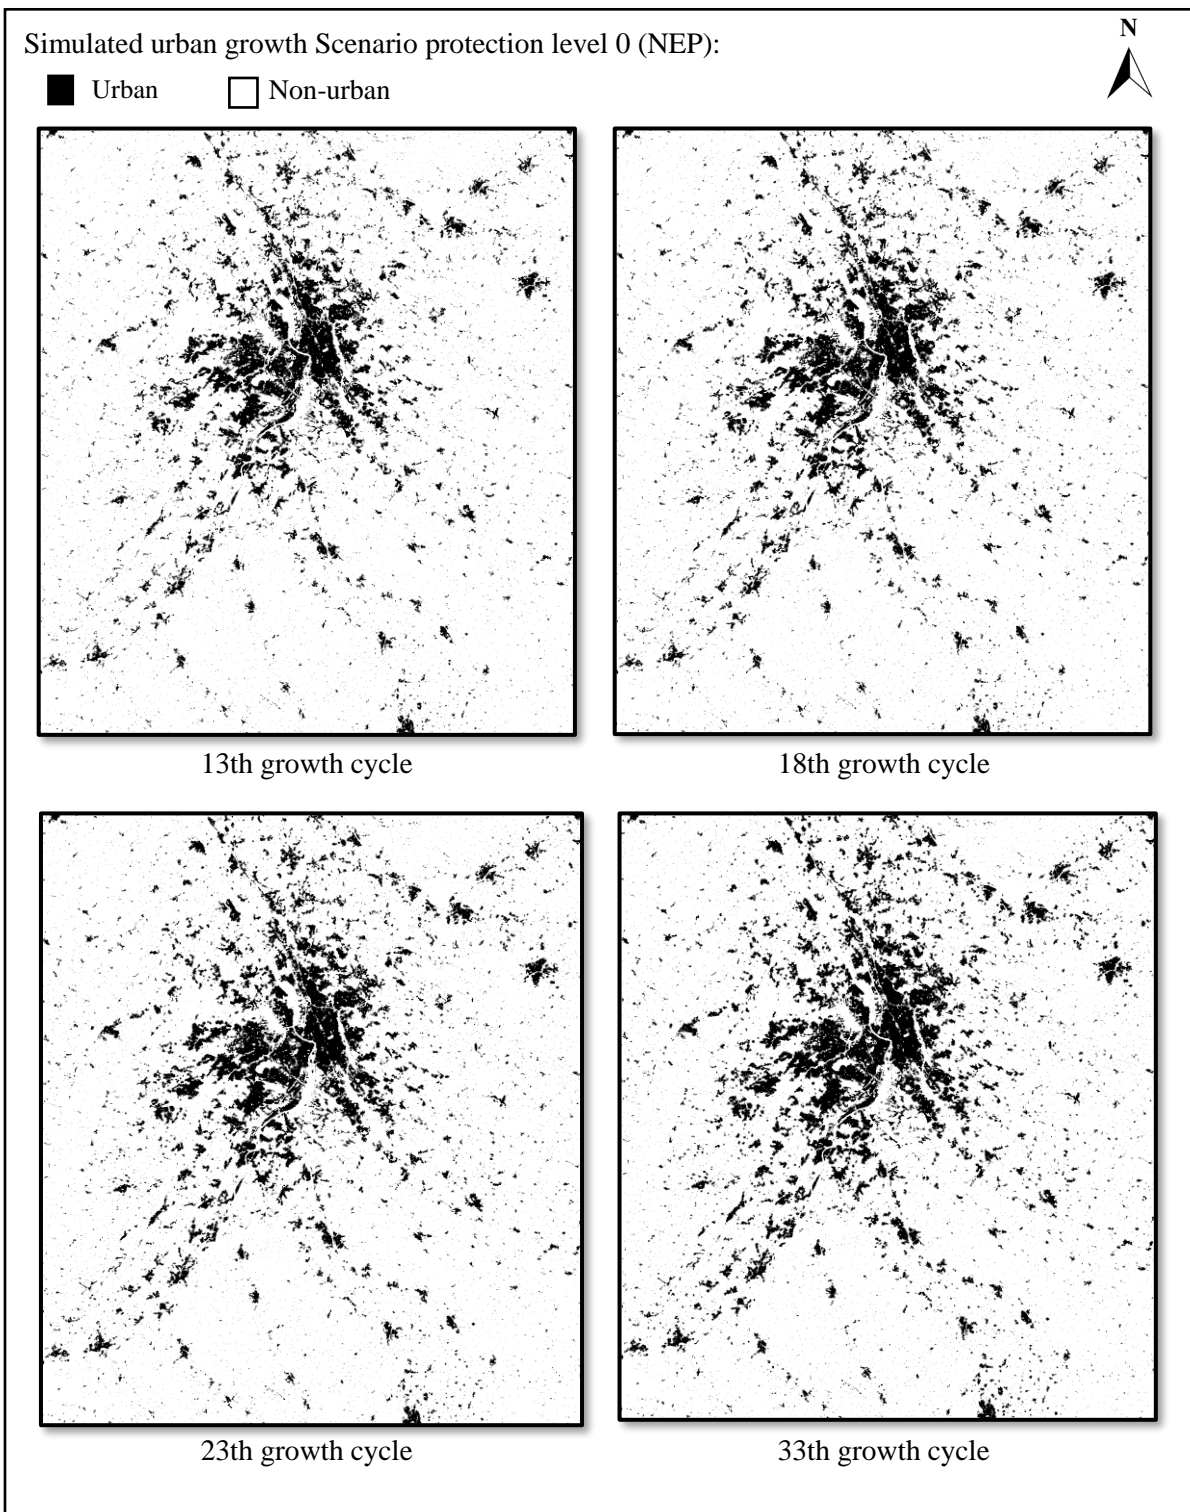 N
Simulated urban growth Scenario protection level 0 (NEP):
Urban Non-urban
13th growth cycle 18th growth cycle
23th growth cycle 33th growth cycle